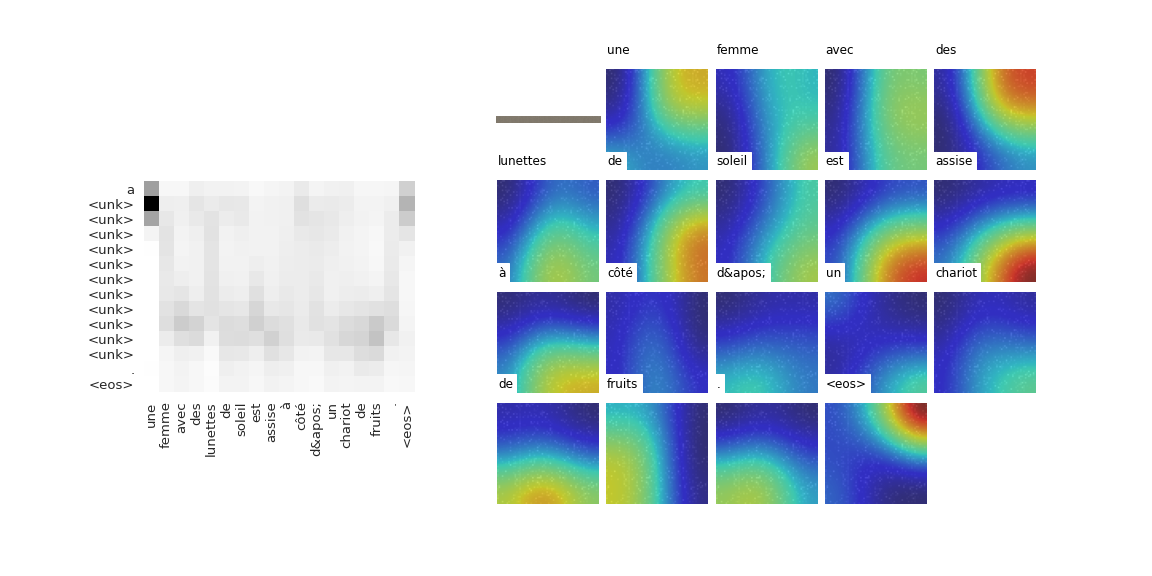 a
<unk>
<unk>
<unk>
<unk>
<unk>
<unk>
<unk>
<unk>
<unk>
<unk>
<unk>
.
<eos>
une
femme
avec
des
lunettes
de
soleil
est
assise
à
côté
d&apos;
un
chariot
de
fruits
.
<eos>
une femme avec des
lunettes de soleil est assise
à côté d&apos; un chariot
de fruits . <eos>